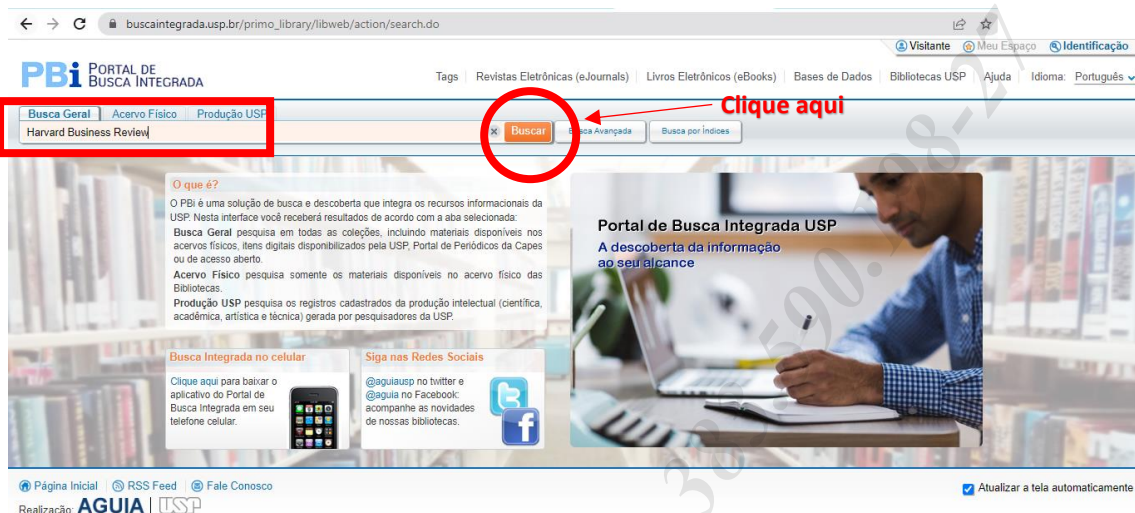 buscaintegrada.usp.br/primo_library/libweb/action/search.do
Visitante Meu Espaço Identificação
PBi PORTAL DE BUSCA INTEGRADA
Tags Revistas Eletrônicas (eJournals) Livros Eletrônicos (eBooks) Bases de Dados Bibliotecas USP Ajuda Idioma: Português
Busca Geral Acervo Físico Produção USP
Clique aqui
Harvard Business Review
Buscar Busca Avançada Busca por Índices
O que é?
O PBi é uma solução de busca e descoberta que integra os recursos informacionais da
USP. Nesta interface você receberá resultados de acordo com a aba selecionada:
Busca Geral pesquisa em todas as coleções, incluindo materiais disponíveis nos
acervos físicos, itens digitais disponibilizados pela USP, Portal de Periódicos da Capes
ou de acesso aberto.
Acervo Físico pesquisa somente os materiais disponíveis no acervo físico das
Bibliotecas.
Produção USP pesquisa os registros cadastrados da produção intelectual (científica,
acadêmica, artística e técnica) gerada por pesquisadores da USP.
Portal de Busca Integrada USP
A descoberta da informação
ao seu alcance
Busca Integrada no celular
Clique aqui para baixar o
aplicativo do Portal de
Busca Integrada em seu
telefone celular.
Siga nas Redes Sociais
@aguiausp no twitter e
@aguia no Facebook:
acompanhe as novidades
de nossas bibliotecas.
Página Inicial RSS Feed Fale Conosco
Atualizar a tela automaticamente
Realização: AGUIA USP